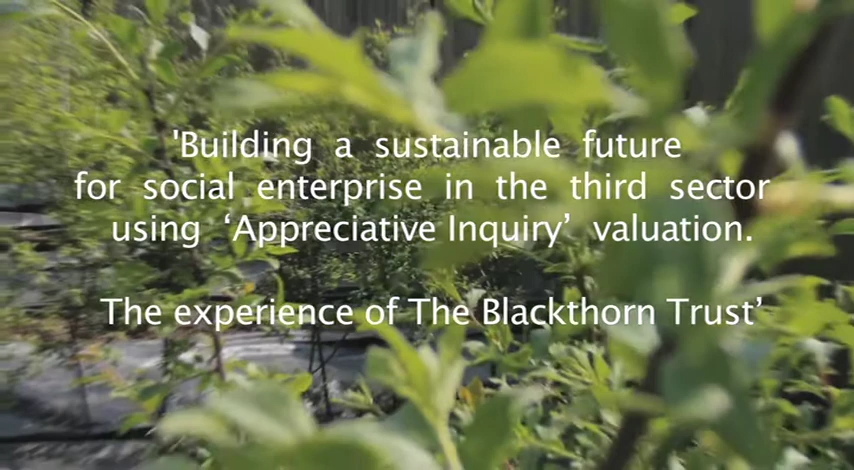 'Building a sustainable future
for social enterprise in the third sector
using ‘Appreciative Inquiry’ valuation.
The experience of The Blackthorn Trust’